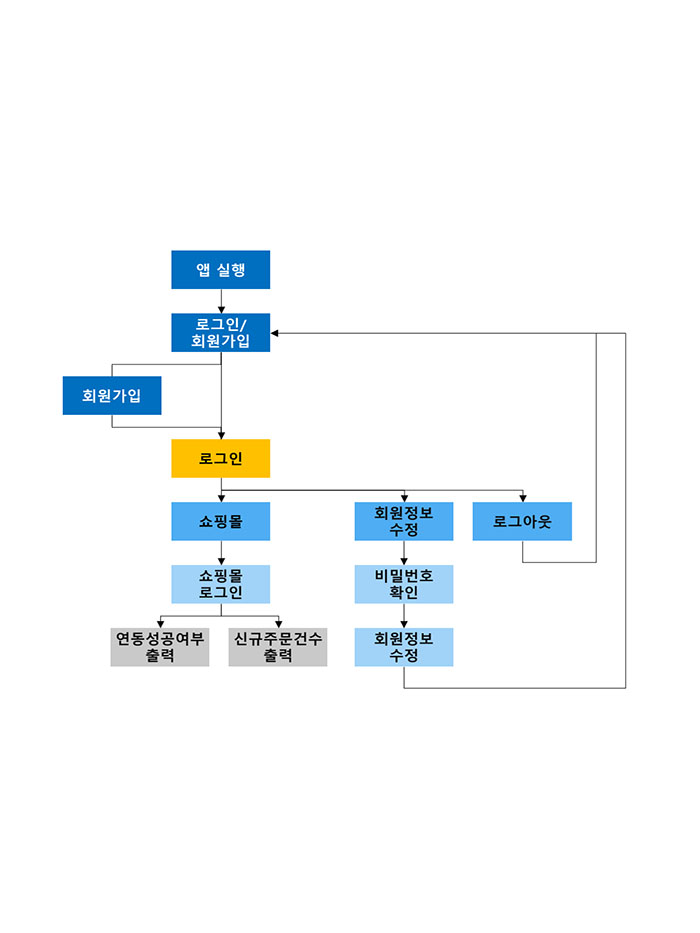 앱 실행
로그인/
회원가입
회원가입
로그인
쇼핑몰
회원정보
수정
로그아웃
쇼핑몰
로그인
비밀번호
확인
연동성공여부
출력
신규주문건수
출력
회원정보
수정